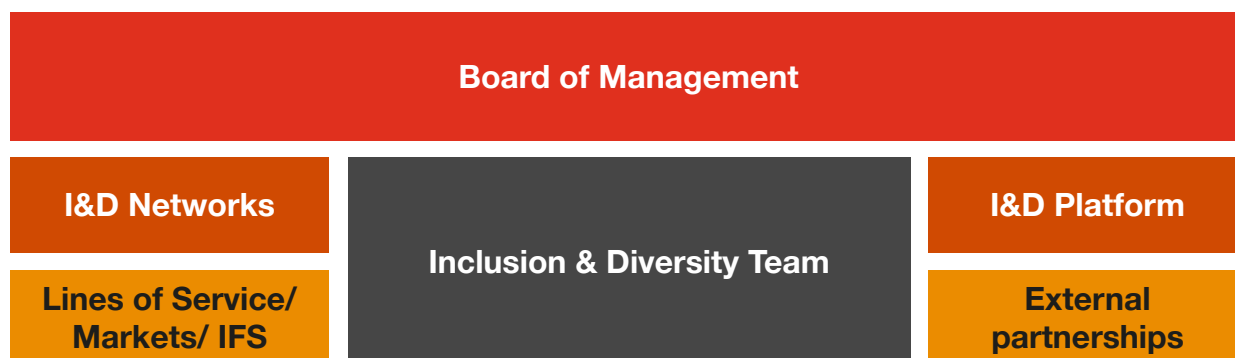 Board of Management
I&D Networks
Inclusion & Diversity Team
I&D Platform
Lines of Service/
Markets/ IFS
External
partnerships